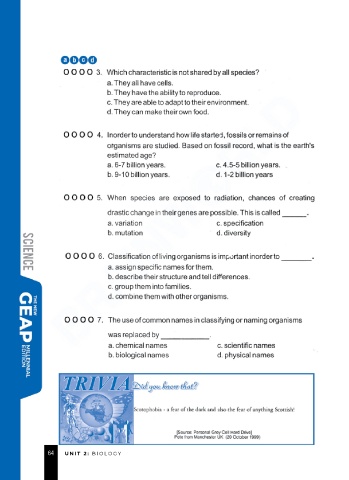 a b c d
O O O O 3. Which characteristic is not shared by all species?
a. They all have cells.
b. They have the ability to reproduce.
c. They are able to adapt to their environment.
d. They can make their own food.
O O O O 4. Inorder to understand how life started, fossils or remains of
organisms are studied. Based on fossil record, what is the earth's
estimated age?
a. 6-7 billion years. c. 4.5-5 billion years.
b. 9-10 billion years. d. 1-2 billion years
O O O O 5. When species are exposed to radiation, chances of creating
drastic change in their genes are possible. This is called ______.
a. variation c. specification
b. mutation d. diversity
O O O O 6. Classification of living organisms is important inorder to ________.
a. assign specific names for them.
b. describe their structure and tell differences.
c. group them into families.
d. combine them with other organisms.
O O O O 7. The use of common names in classifying or naming organisms
was replaced by ____________.
a. chemical names c. scientific names
b. biological names d. physical names
SCIENCE
THE NEW
GEAP
MILLENNIAL
EDITION
TRIVIA
Did you know that?
Scotophobia - a fear of the dark and also the fear of anything Scottish!
[Source: Personal Grey Cell Hard Drive]
Pete from Manchester UK (20 October 1999)
64 UNIT 2: BIOLOGY